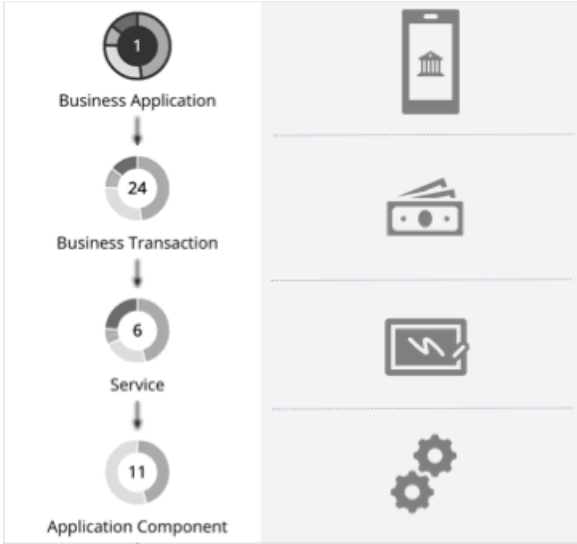 1
Business Application
24
Business Transaction
6
Service
11
Application Component